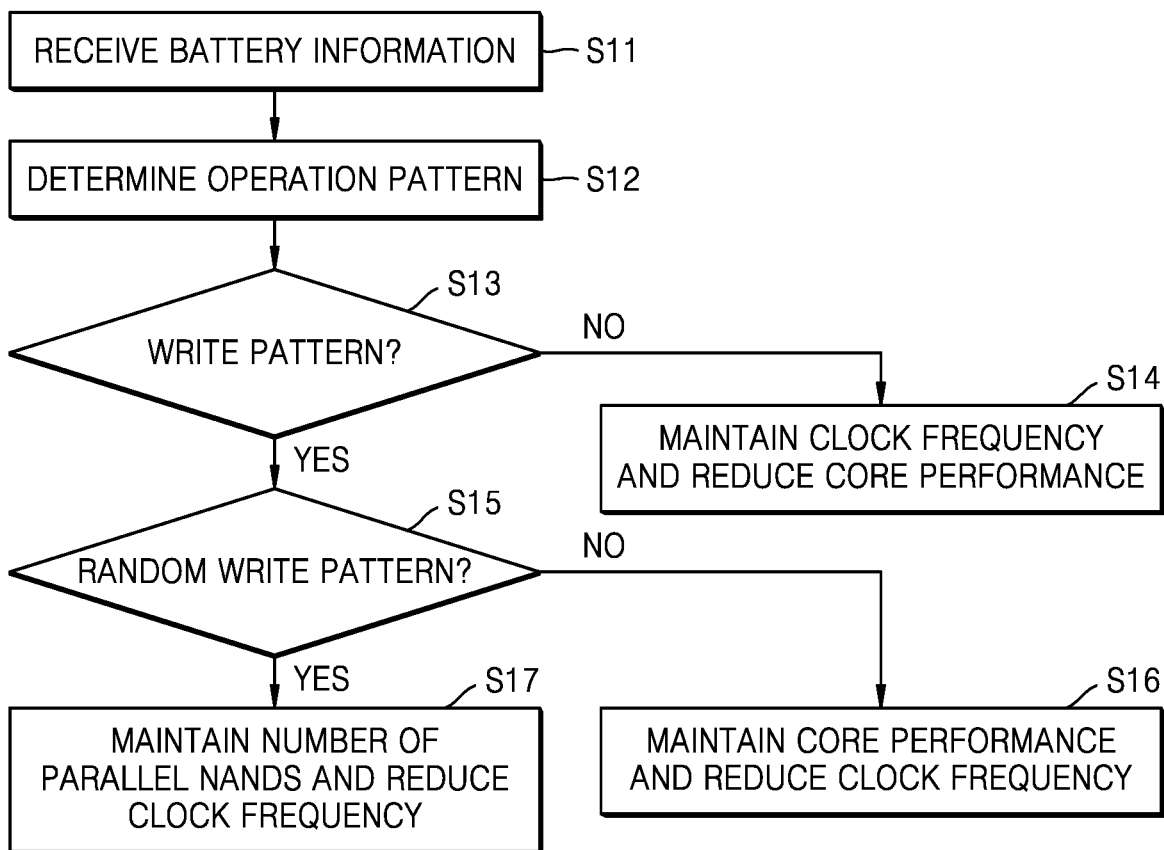 RECEIVE BATTERY INFORMATION
S11
DETERMINE OPERATION PATTERN
S12
S13
WRITE PATTERN?
NO
S14
MAINTAIN CLOCK FREQUENCY
AND REDUCE CORE PERFORMANCE
YES
S15
RANDOM WRITE PATTERN?
NO
YES
S17
MAINTAIN NUMBER OF
PARALLEL NANDS AND REDUCE
CLOCK FREQUENCY
S16
MAINTAIN CORE PERFORMANCE
AND REDUCE CLOCK FREQUENCY